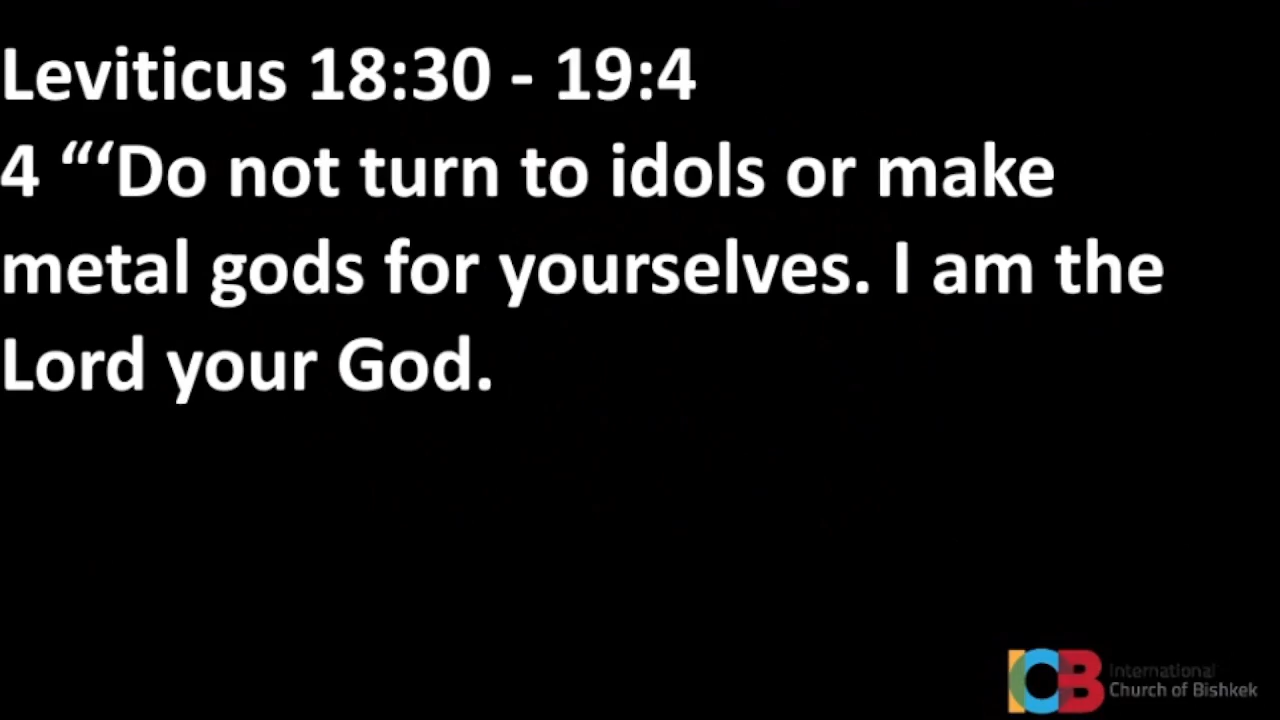 Leviticus 18:30 - 19:4
4 “‘Do not turn to idols or make
metal gods for yourselves. I am the
Lord your God.
ICB
International
Church of Bishkek